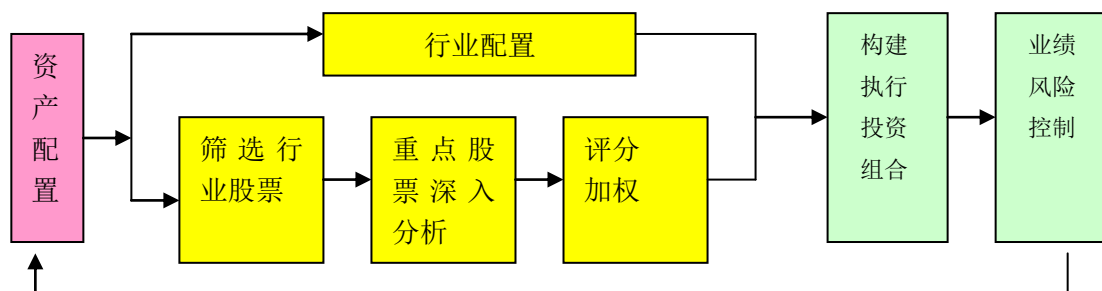 资
产
配
置
行业配置
筛选行
业股票
重点股
票深入
分析
评分
加权
构建
执行
投资
组合
业绩
风险
控制